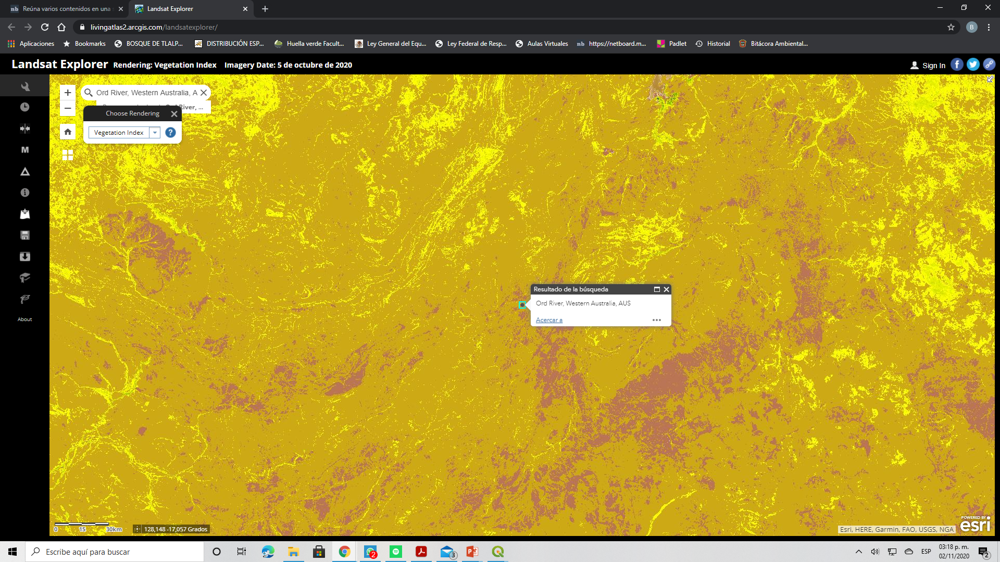 Reúna varios contenidos en una
Landsat Explorer
livingatlas2.arcgis.com/landsatexplorer/
B
Aplicaciones
Bookmarks
BOSQUE DE TLALP...
DISTRIBUCIÓN ESP...
Huella verde Facult...
Ley General del Equ...
Ley Federal de Resp...
Aulas Virtuales
nb https://netboard.m...
Padlet
Historial
Bitácora Ambiental...
Landsat Explorer Rendering: Vegetation Index Imagery Date: 5 de octubre de 2020
Sign In
Ord River, Western Australia, A
River, ...
Choose Rendering
Vegetation Index
?
M
About
Resultado de la búsqueda
Ord River, Western Australia, AUS
Acercar a
0 15 30km
128,148 -17,057 Grados
Esri, HERE, Garmin, FAO, USGS, NGA
POWERED BY
esri
Escribe aquí para buscar
2
3
ESP
03:18 p. m.
02/11/2020
2